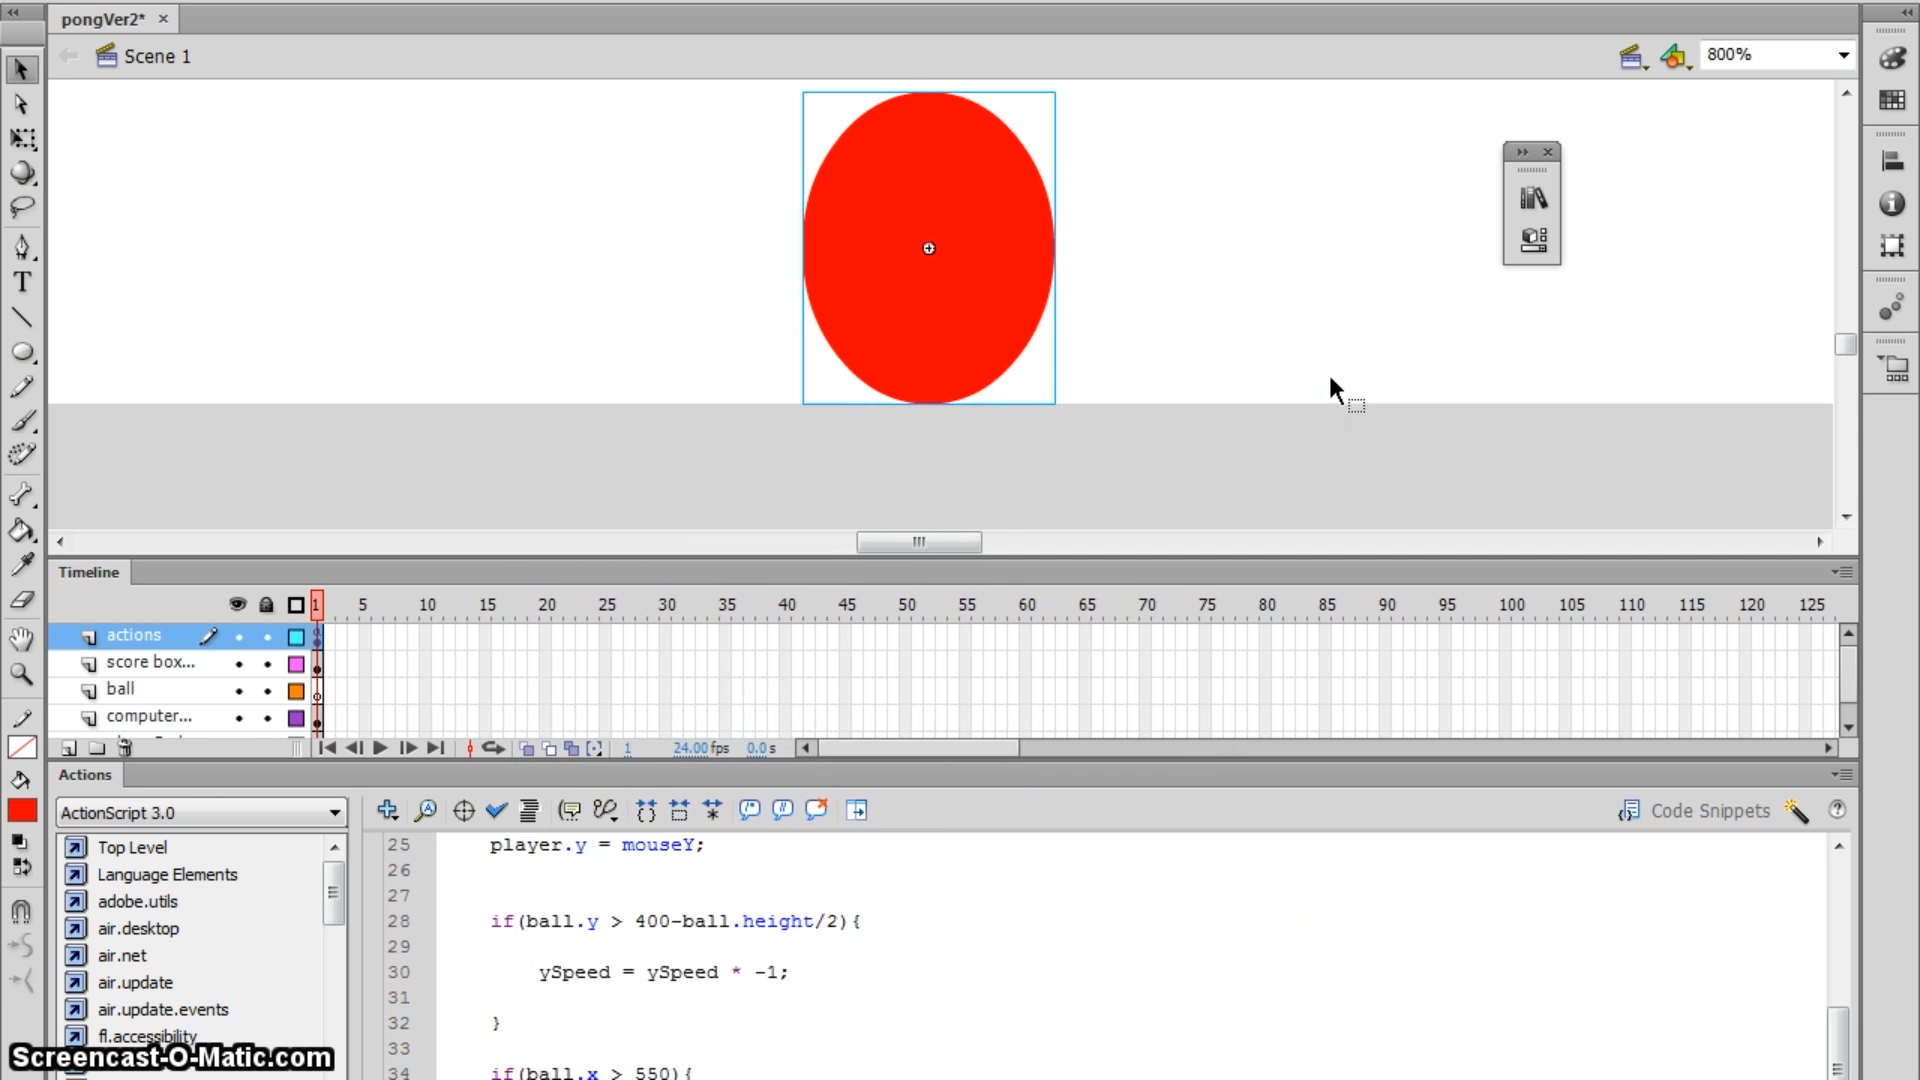 pongVer2*
Scene 1
800%
Timeline
1 5 10 15 20 25 30 35 40 45 50 55 60 65 70 75 80 85 90 95 100 105 110 115 120 125
actions
score box...
ball
computer...
1 24.00 fps 0.0 s
Actions
ActionScript 3.0
Code Snippets
Top Level
Language Elements
adobe.utils
air.desktop
air.net
air.update
air.update.events
fl.accessibility
25 player.y = mouseY;
26
27
28 if(ball.y > 400-ball.height/2){
29
30 ySpeed = ySpeed * -1;
31
32 }
33
34 if(ball.x > 550){
Screencast-O-Matic.com